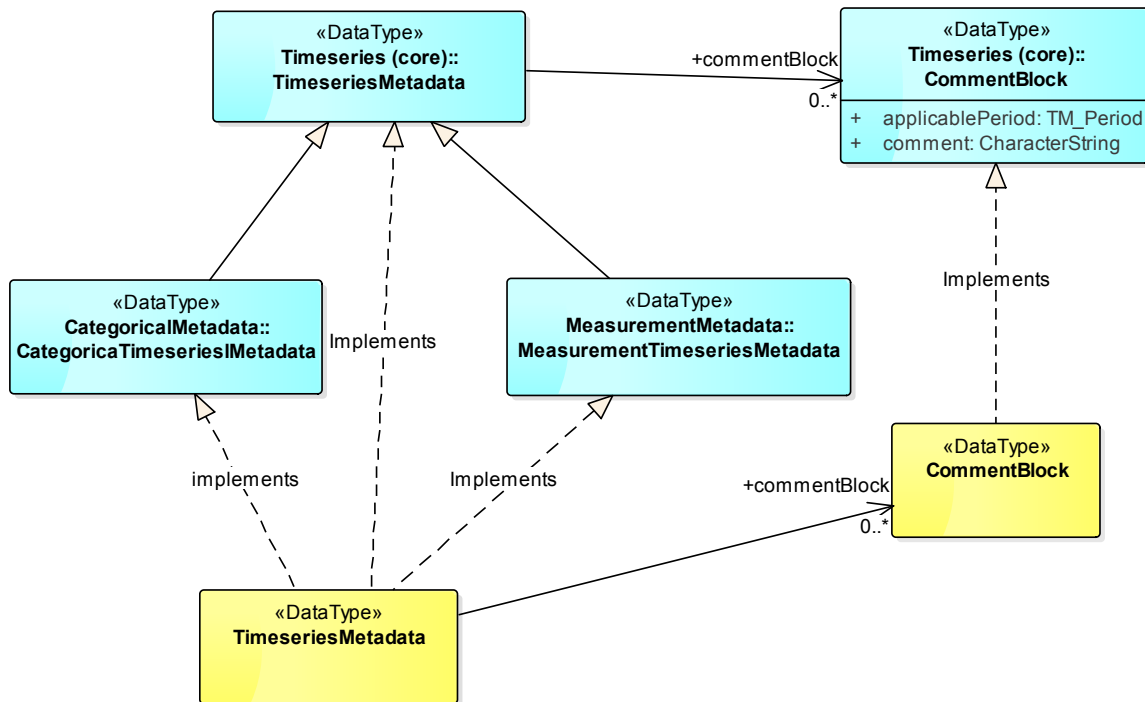 «DataType»
Timeseries (core)::
TimeseriesMetadata
+commentBlock
0..*
«DataType»
Timeseries (core)::
CommentBlock
+ applicablePeriod: TM_Period
+ comment: CharacterString
«DataType»
CategoricalMetadata::
CategoricaTimeserieslMetadata
Implements
«DataType»
MeasurementMetadata::
MeasurementTimeseriesMetadata
Implements
implements
Implements
«DataType»
CommentBlock
+commentBlock
0..*
«DataType»
TimeseriesMetadata